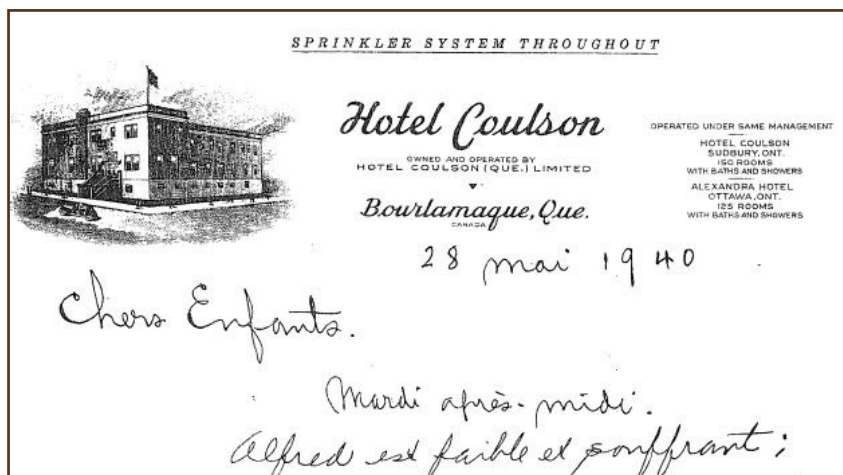 SPRINKLER SYSTEM THROUGHOUT
Hotel Coulson
OWNED AND OPERATED BY
HOTEL COULSON (QUE.) LIMITED
Bourlamaque, Que.
CANADA
OPERATED UNDER SAME MANAGEMENT
HOTEL COULSON
SUDBURY, ONT.
150 ROOMS
WITH BATHS AND SHOWERS
ALEXANDRA HOTEL
OTTAWA, ONT.
125 ROOMS
WITH BATHS AND SHOWERS
28 mai 1940
Chers Enfants.
Mardi après-midi.
Alfred est faible et souffrant;